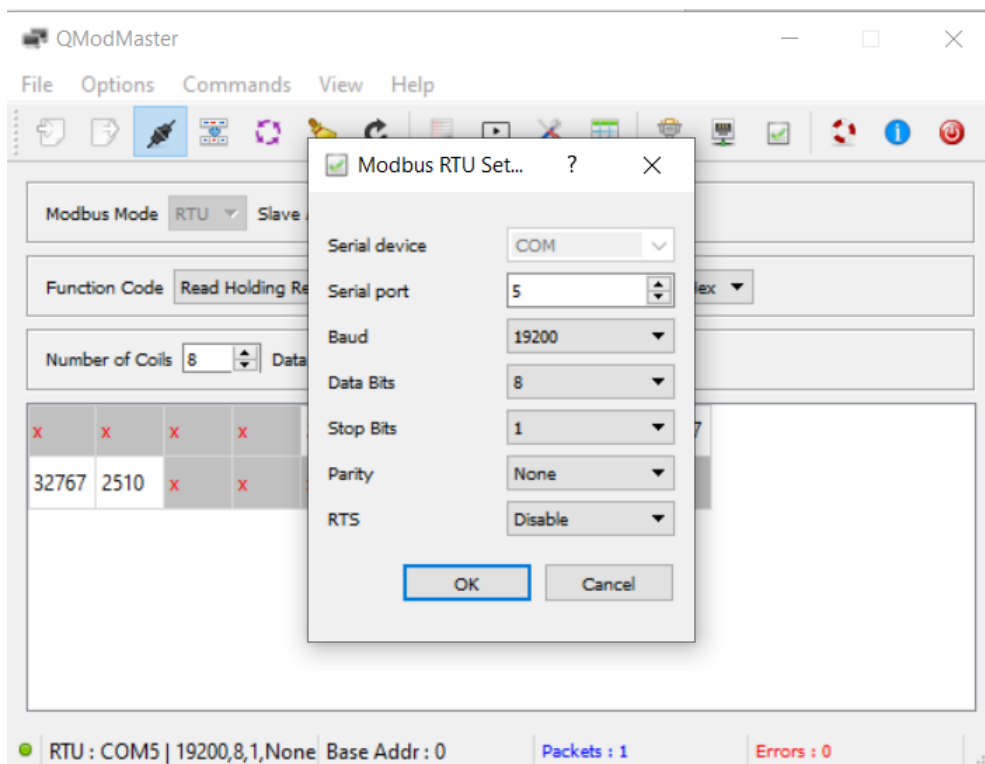 QModMaster
File Options Commands View Help
Modbus RTU Set... ?
Modbus Mode RTU Slave
Serial device COM
Function Code Read Holding Re
Serial port 5
ex
Baud 19200
Number of Coils 8 Data
Data Bits 8
Stop Bits 1
x x x x 7
Parity None
32767 2510 x x
RTS Disable
OK Cancel
RTU : COM5 | 19200,8,1,None Base Addr : 0 Packets : 1 Errors : 0